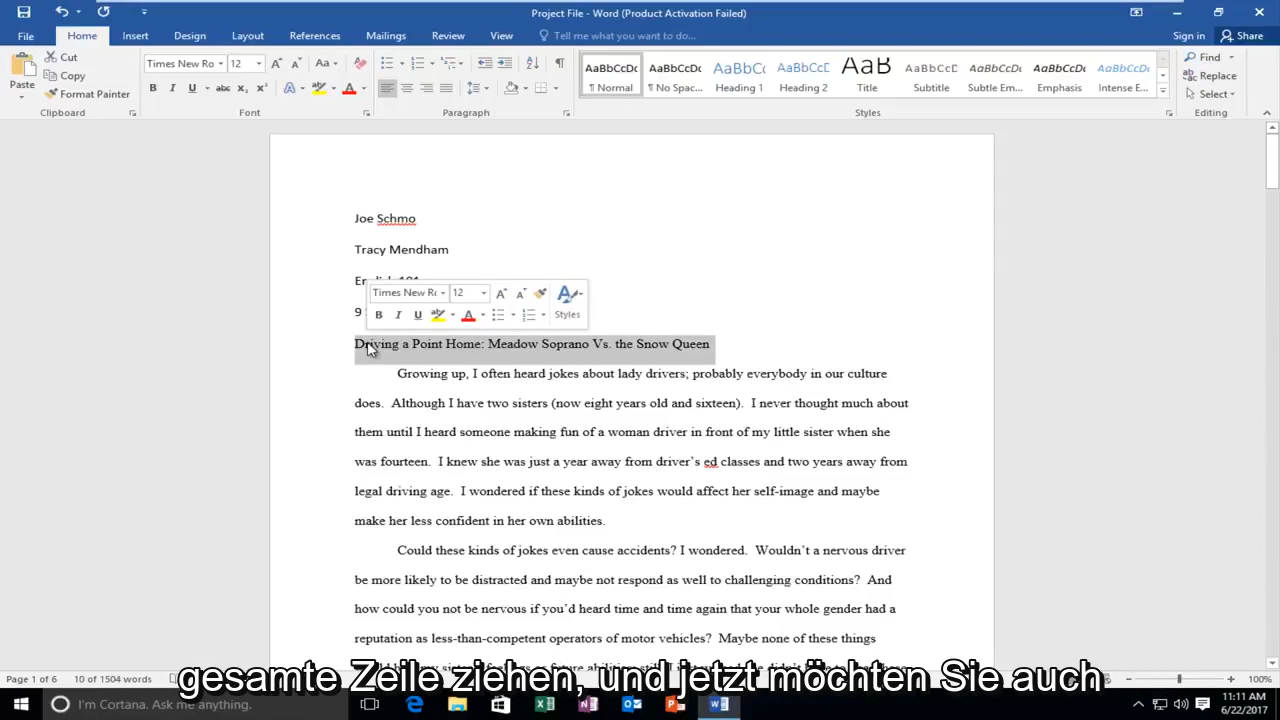 Project File - Word (Product Activation Failed)
File Home Insert Design Layout References Mailings Review View Tell me what you want to do... Sign in Share
Paste Cut Copy Format Painter Clipboard
Times New Ro 12 Font
Paragraph
AaBbCcDc ¶ Normal
AaBbCcDc ¶ No Spac...
AaBbC Heading 1
AaBbCcE Heading 2
AaB Title
AaBbCcD Subtitle
AaBbCcDc Subtle Em...
AaBbCcDc Emphasis
AaBbCcDc Intense E...
Styles
Find Replace Select Editing
Joe Schmo
Tracy Mendham
Times New Ro 12
B I U Styles
9
Driving a Point Home: Meadow Soprano Vs. the Snow Queen
Growing up, I often heard jokes about lady drivers; probably everybody in our culture
does.  Although I have two sisters (now eight years old and sixteen).  I never thought much about
them until I heard someone making fun of a woman driver in front of my little sister when she
was fourteen.  I knew she was just a year away from driver's ed classes and two years away from
legal driving age.  I wondered if these kinds of jokes would affect her self-image and maybe
make her less confident in her own abilities.
Could these kinds of jokes even cause accidents? I wondered.  Wouldn't a nervous driver
be more likely to be distracted and maybe not respond as well to challenging conditions?  And
how could you not be nervous if you'd heard time and time again that your whole gender had a
reputation as less-than-competent operators of motor vehicles?  Maybe none of these things
gesamte Zeile ziehen, und jetzt möchten Sie auch
Page 1 of 6 10 of 1504 words 100%
I'm Cortana. Ask me anything.
11:11 AM
6/22/2017